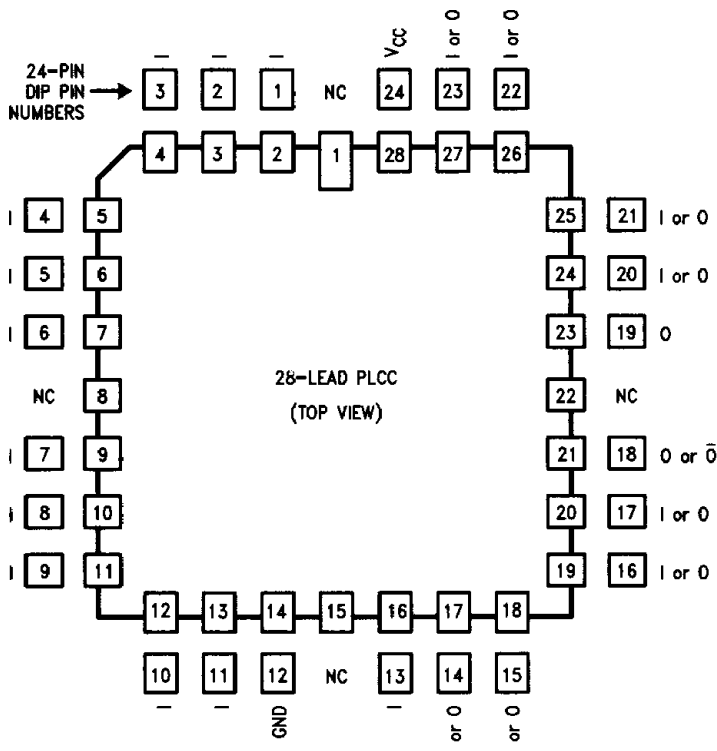 V_CC
I or O
I or O
I
I
I
24-PIN
DIP PIN
NUMBERS
3 2 1 NC 24 23 22
4 3 2 1 28 27 26
I 4 5 25 21 I or O
I 5 6 24 20 I or O
I 6 7 23 19 O
NC 8 22 NC
28-LEAD PLCC
(TOP VIEW)
I 7 9 21 18 O or O̅
I 8 10 20 17 I or O
I 9 11 19 16 I or O
12 13 14 15 16 17 18
10 11 12 NC 13 14 15
I
I
GND
I
or O
or O